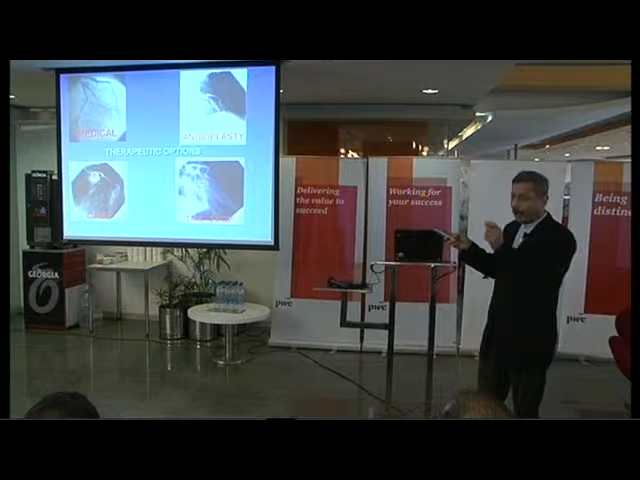 MEDICAL
ANGIOPLASTY
THERAPEUTIC OPTIONS
GEORGIA
Delivering
the value to
succeed
pwc
Working for
your success
pwc
Being
distin
pwc